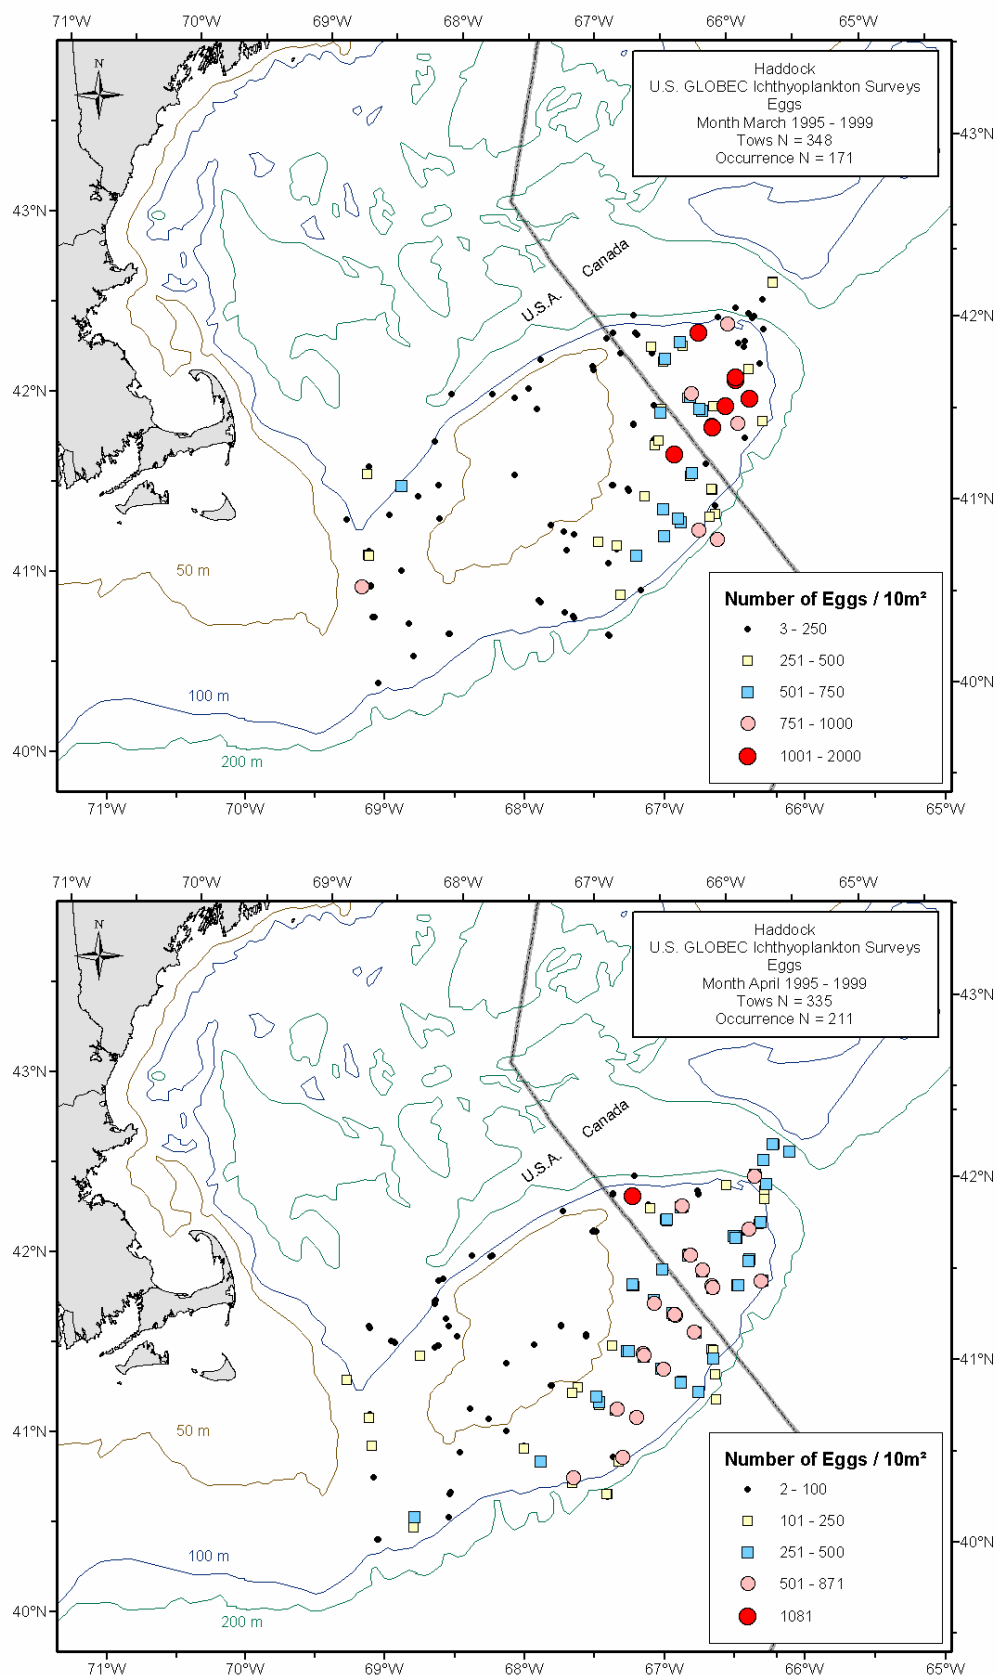 71°W 70°W 69°W 68°W 67°W 66°W 65°W
N
Haddock
U.S. GLOBEC Ichthyoplankton Surveys
Eggs
Month March 1995 - 1999
Tows N = 348
Occurrence N = 171
43°N
43°N
Canada
U.S.A.
42°N
42°N
41°N
41°N
50 m
Number of Eggs / 10m²
3 - 250
251 - 500
501 - 750
751 - 1000
1001 - 2000
40°N
100 m
40°N
200 m
71°W 70°W 69°W 68°W 67°W 66°W 65°W
71°W 70°W 69°W 68°W 67°W 66°W 65°W
N
Haddock
U.S. GLOBEC Ichthyoplankton Surveys
Eggs
Month April 1995 - 1999
Tows N = 335
Occurrence N = 211
43°N
43°N
Canada
U.S.A.
42°N
42°N
41°N
41°N
50 m
Number of Eggs / 10m²
2 - 100
101 - 250
251 - 500
501 - 871
1081
40°N
100 m
40°N
200 m
71°W 70°W 69°W 68°W 67°W 66°W 65°W